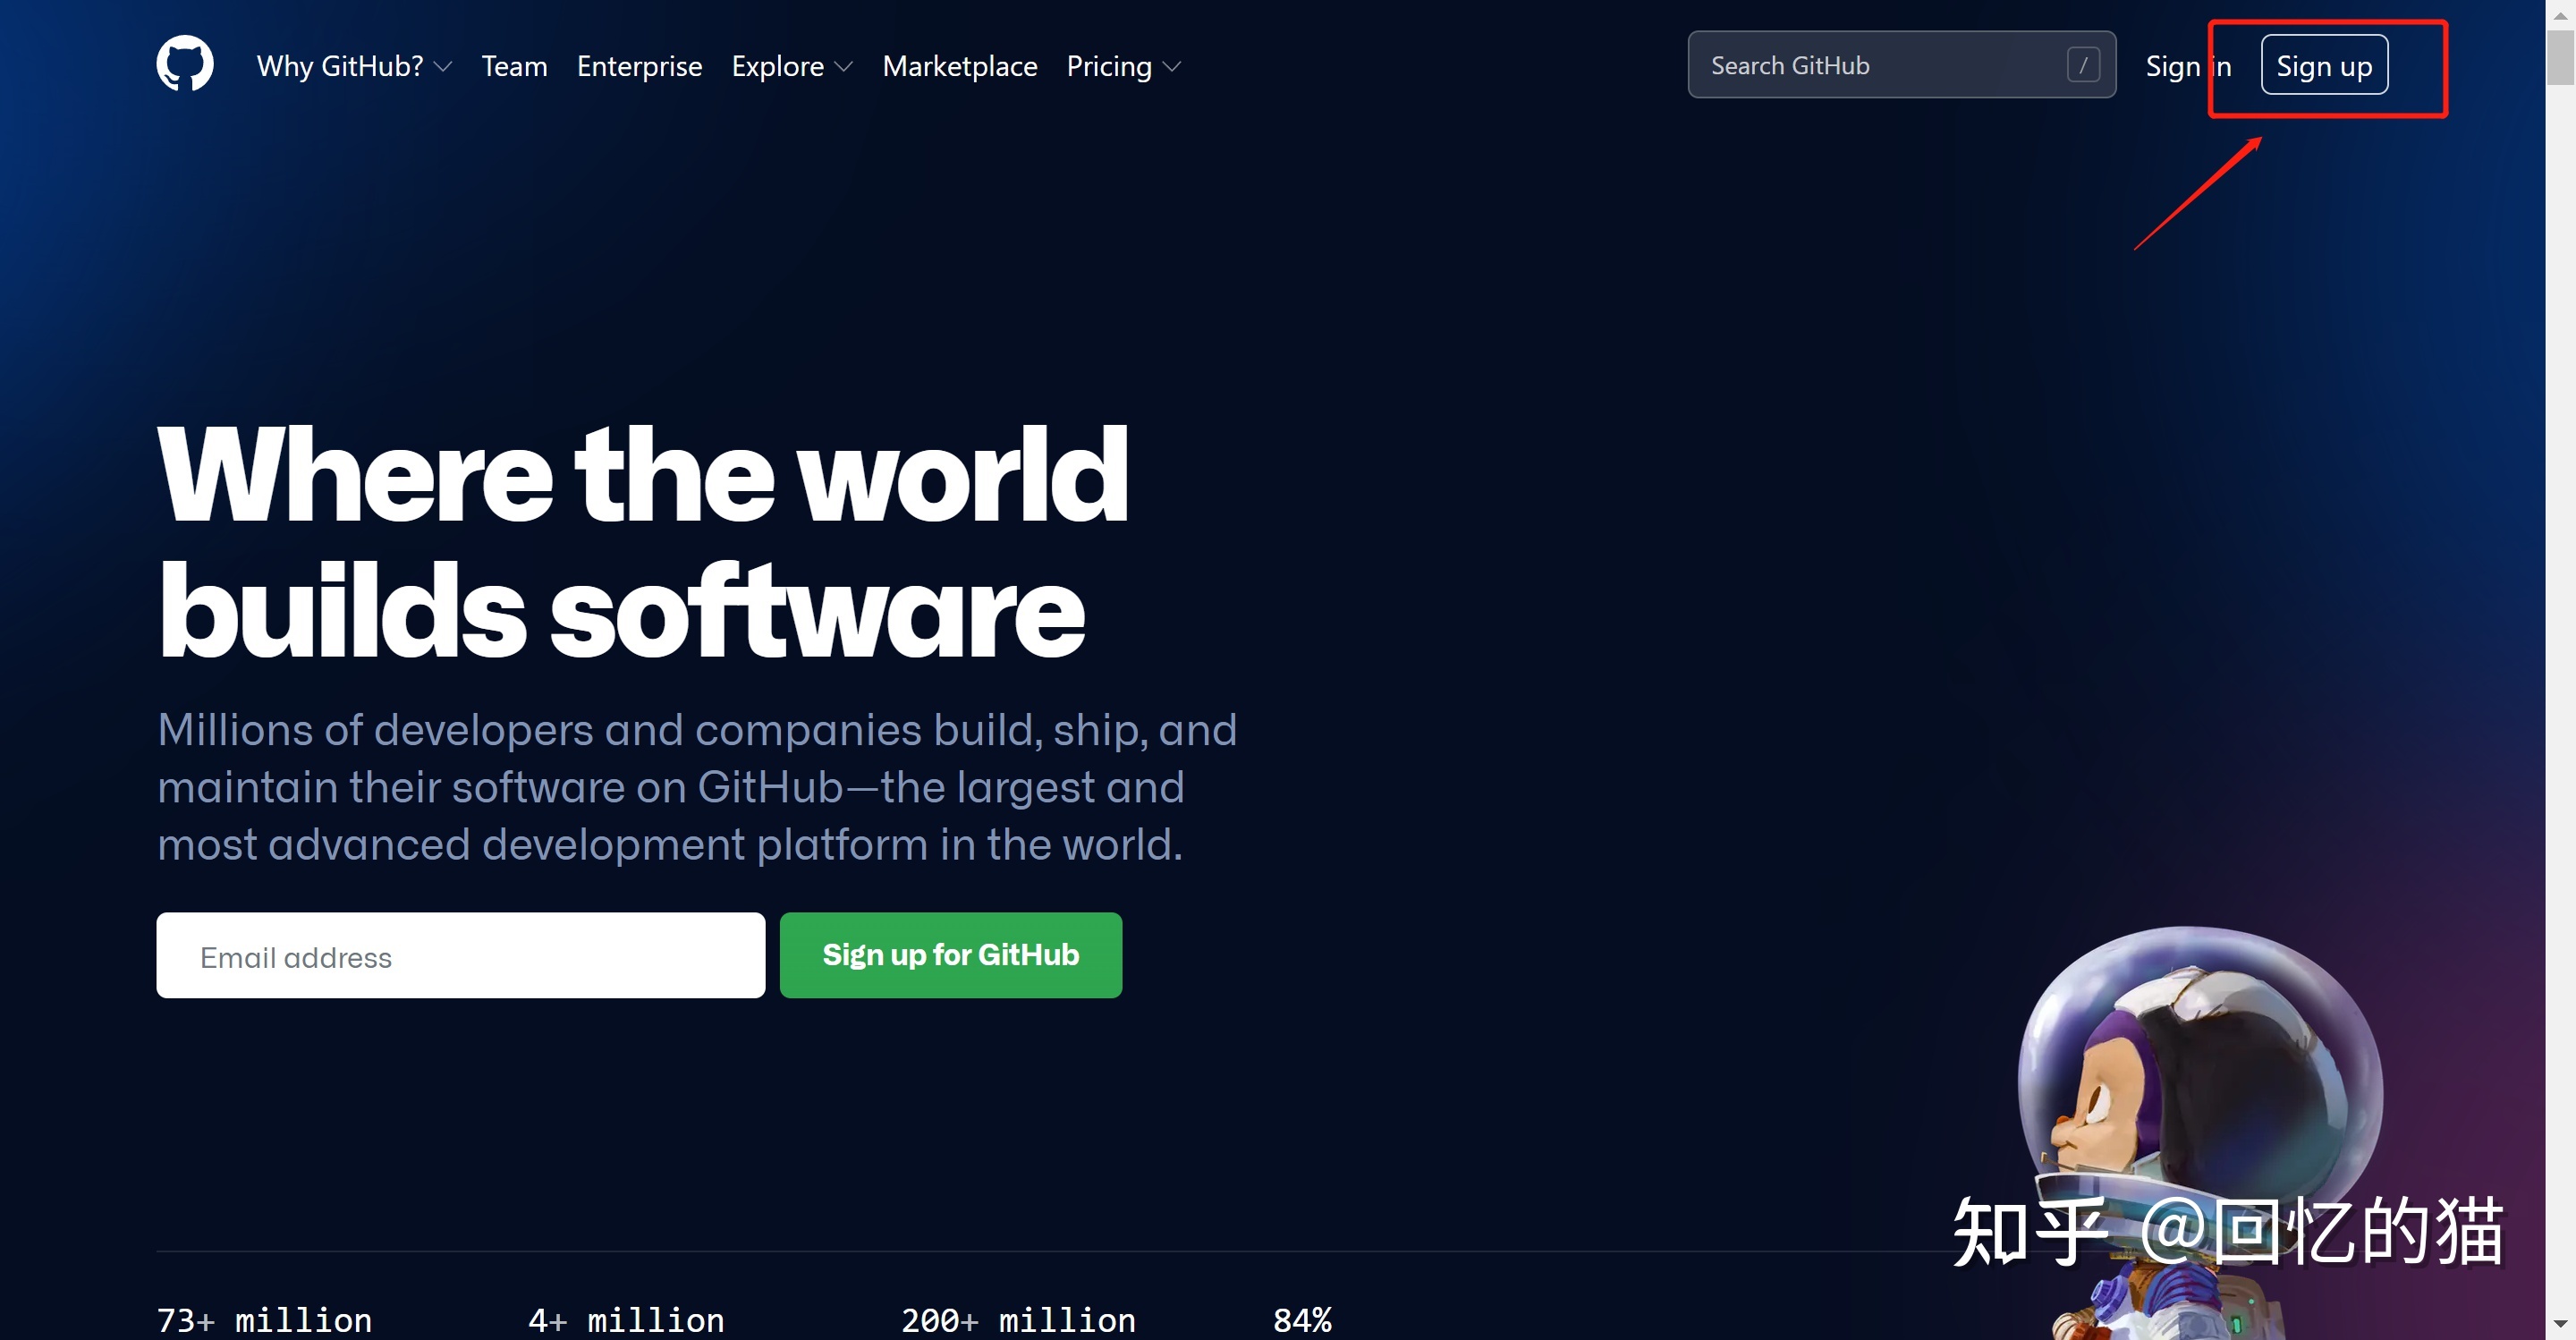 Why GitHub? Team Enterprise Explore Marketplace Pricing Search GitHub / Sign in Sign up
Where the world
builds software
Millions of developers and companies build, ship, and
maintain their software on GitHub—the largest and
most advanced development platform in the world.
Email address Sign up for GitHub
知乎 @回忆的猫
73+ million 4+ million 200+ million 84%